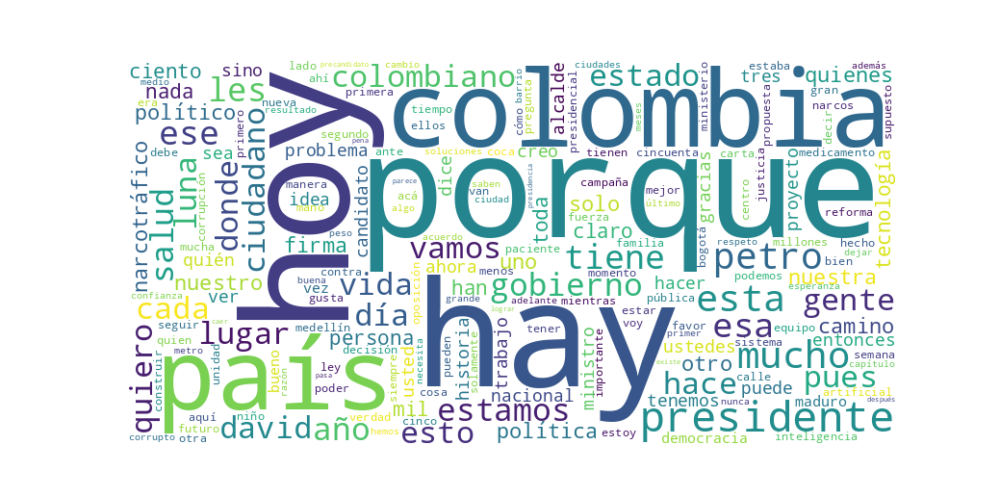 ciento
sino
les
nada
político
ese
era
primero
nueva
resultado
medio
lado
ahí
precandidato
primera
cambio
colombiano
hoy
colombia
ciudades
cómo
barrio
estado
alcalde
presidencial
tres
quienes
ministerio
propuesta
estaba
narcos
gran
decir
además
supuesto
narcotráfico
debe
sea
corrupción
salud
luna
donde
ciudadano
problema
segundo
tiempo
ellos
pregunta
meses
pena
ante
soluciones
coca
creo
tienen
cincuenta
carta
justicia
proyecto
medicamento
tecnología
porque
manera
idea
mano
parece
acá
algo
candidato
dice
van
saben
ciudad
presidencia
toda
campaña
solo
fuerza
mejor
último
gracias
centro
reforma
mucha
quién
firma
contra
acuerdo
vamos
paciente
uno
claro
familia
tiene
bogotá
respeto
petro
millones
hecho
dejar
bien
nuestro
confianza
ver
vez
buena
peso
vida
ahora
oposición
menos
han
gobierno
momento
hacer
podemos
nuestra
esperanza
cada
seguir
quien
caer
lugar
gusta
día
grande
adelante
mientras
lograr
hay
estar
voy
pública
esta
gente
quiero
país
metro
construir
unidad
medellín
persona
decisión
siempre
usted
necesita
historia
solamente
pueden
tener
trabajo
ministro
importante
favor
primer
esa
equipo
sistema
camino
ustedes
otro
entonces
mucho
semana
capitulo
existe
bueno
razón
pasa
ley
poder
cosa
nacional
mil
estamos
tenemos
hace
calle
puede
pues
artificial
aquí
niño
futuro
otra
corrupto
david
año
verdad
hemos
cinco
esto
política
estoy
nunca
maduro
después
presidente
democracia
inteligencia